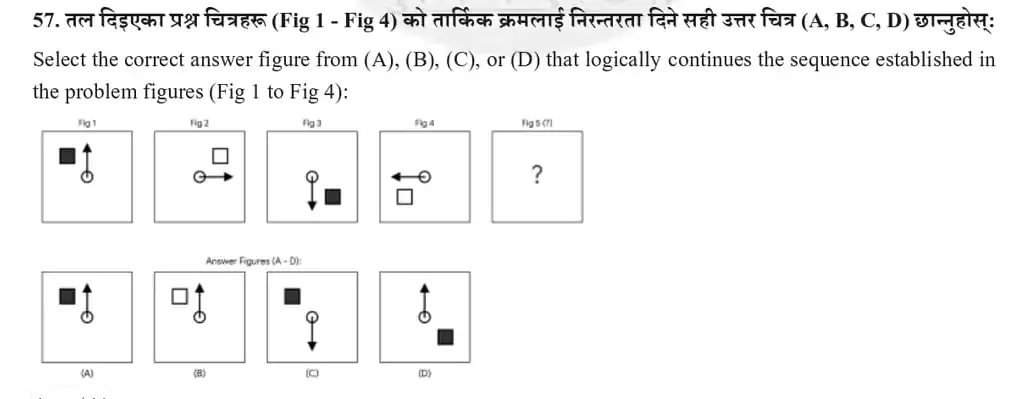 57. तल दिइएका प्रश्न चित्रहरू (Fig 1 - Fig 4) को तार्किक क्रमलाई निरन्तरता दिने सही उत्तर चित्र (A, B, C, D) छान्नुहोस्:
Select the correct answer figure from (A), (B), (C), or (D) that logically continues the sequence established in
the problem figures (Fig 1 to Fig 4):
Fig 1 Fig 2 Fig 3 Fig 4 Fig 5 (?)
?
Answer Figures (A - D):
(A) (B) (C) (D)